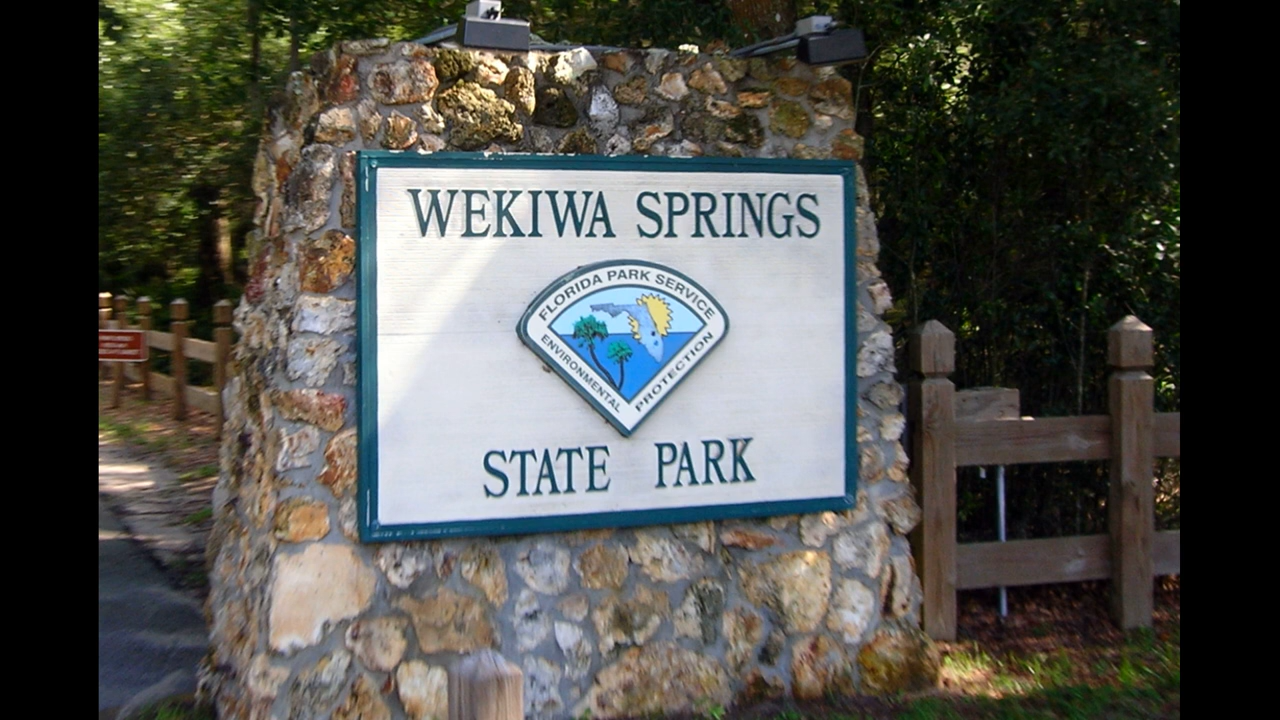 WEKIWA SPRINGS
FLORIDA PARK SERVICE
ENVIRONMENTAL PROTECTION
STATE PARK